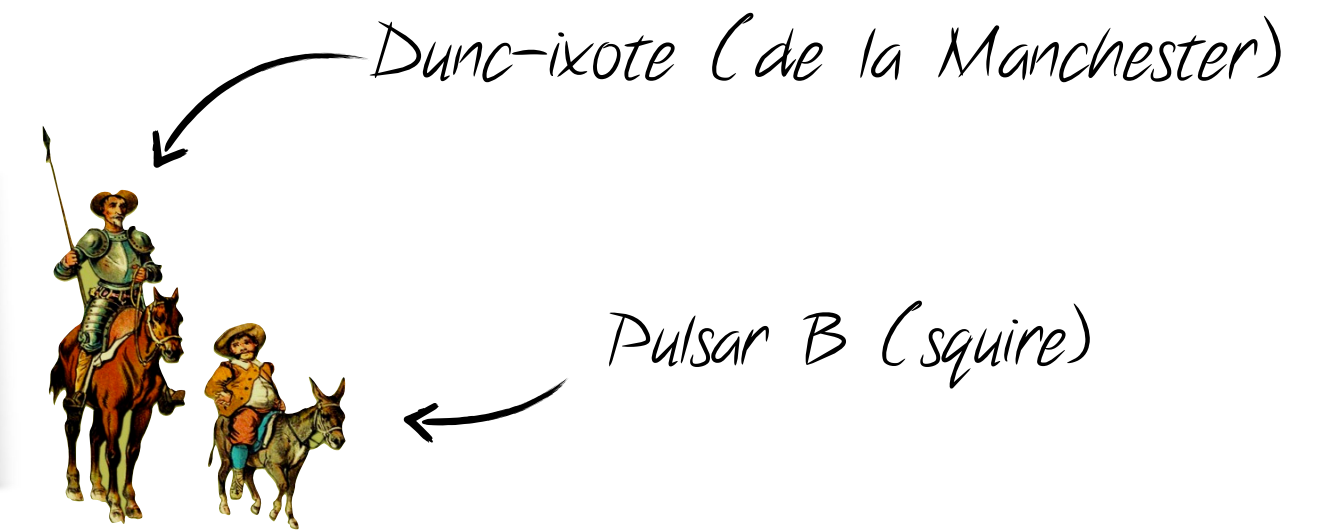 Dunc-ixote (de la Manchester)
Pulsar B (squire)